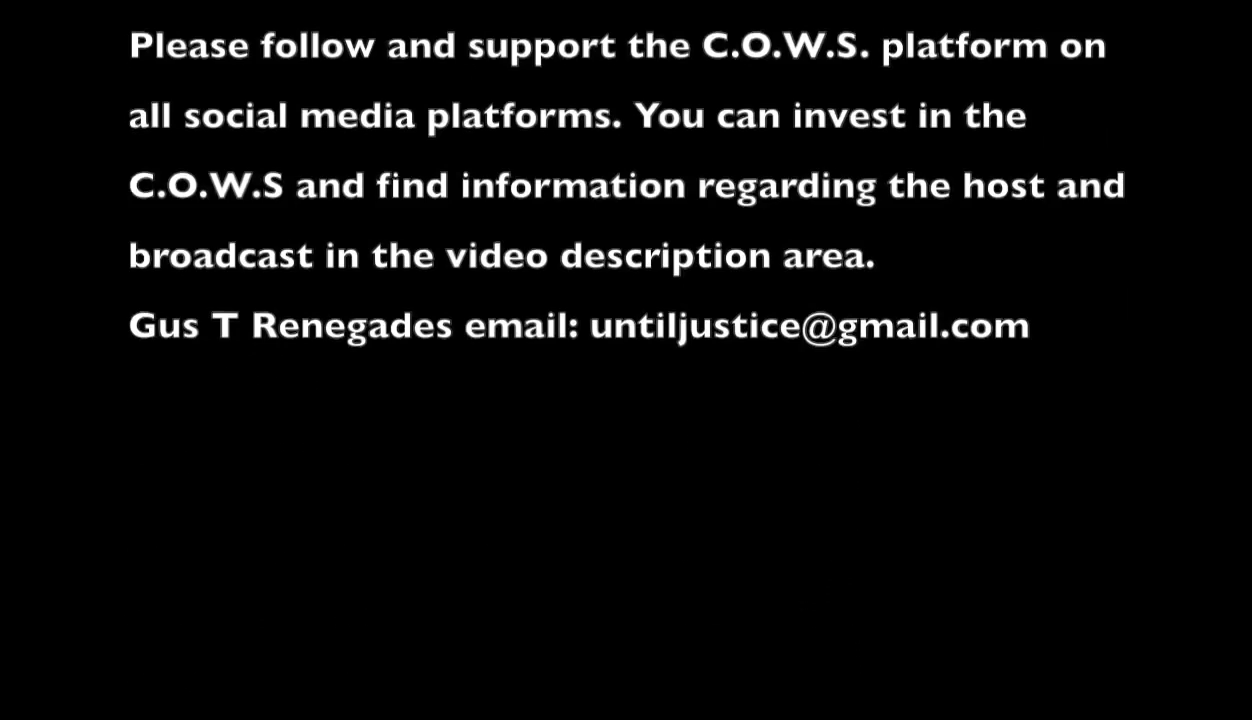 Please follow and support the C.O.W.S. platform on
all social media platforms. You can invest in the
C.O.W.S and find information regarding the host and
broadcast in the video description area.
Gus T Renegades email: untiljustice@gmail.com